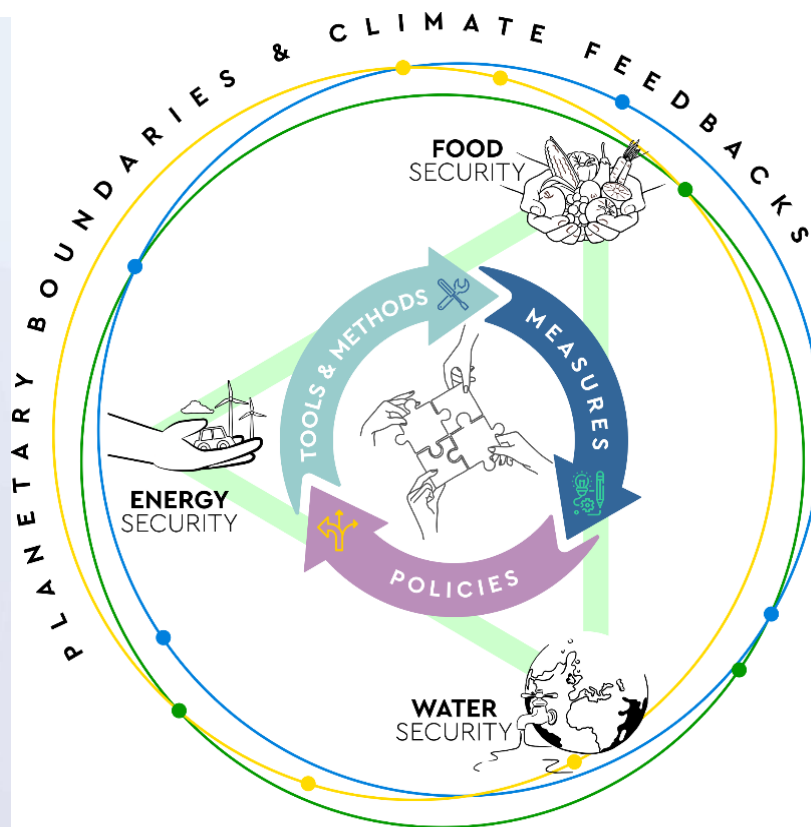 PLANETARY BOUNDARIES & CLIMATE FEEDBACKS
FOOD
SECURITY
TOOLS & METHODS
MEASURES
ENERGY
SECURITY
POLICIES
WATER
SECURITY